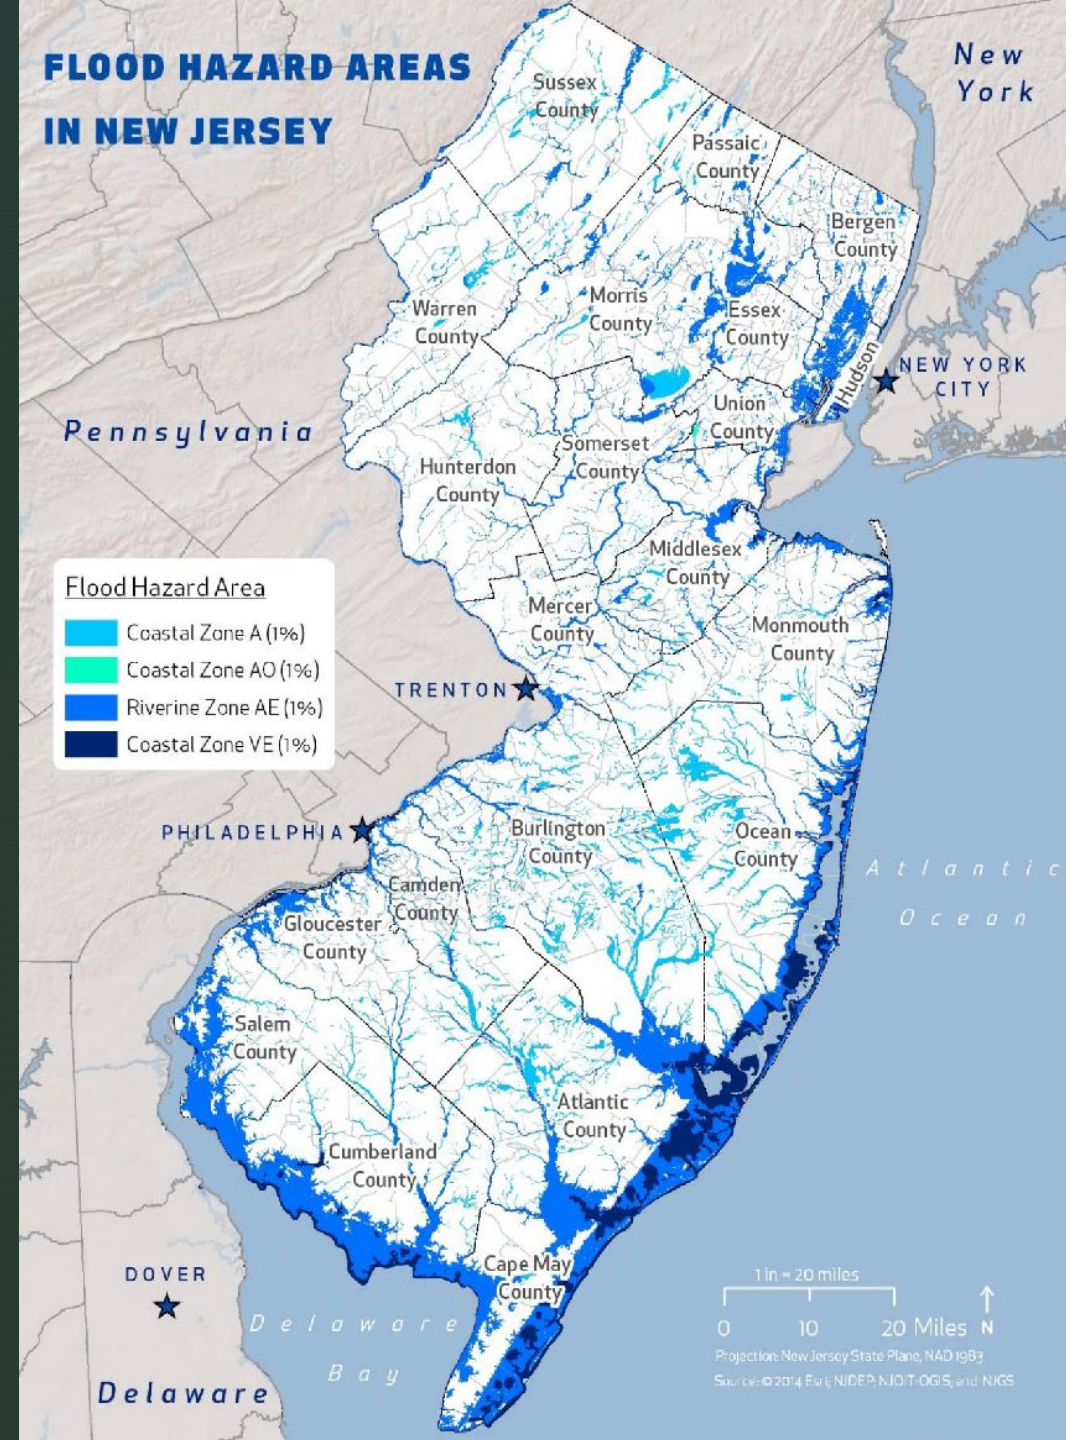 FLOOD HAZARD AREAS
IN NEW JERSEY
New
York
Sussex
County
Passaic
County
Bergen
County
Warren
County
Morris
County
Essex
County
Hudson
NEW YORK
CITY
Pennsylvania
Union
County
Somerset
County
Hunterdon
County
Middlesex
County
Flood Hazard Area
Coastal Zone A (1%)
Coastal Zone AO (1%)
Riverine Zone AE (1%)
Coastal Zone VE (1%)
Mercer
County
Monmouth
County
TRENTON
PHILADELPHIA
Burlington
County
Ocean
County
Atlantic
Ocean
Camden
County
Gloucester
County
Salem
County
Atlantic
County
Cumberland
County
Cape May
County
DOVER
Delaware
Bay
Delaware
1 in = 20 miles
0 10 20 Miles N
Projection: New Jersey State Plane, NAD 1983
Source: © 2014 Esri, NJDEP, NJOIT-OGIS, and NJGS